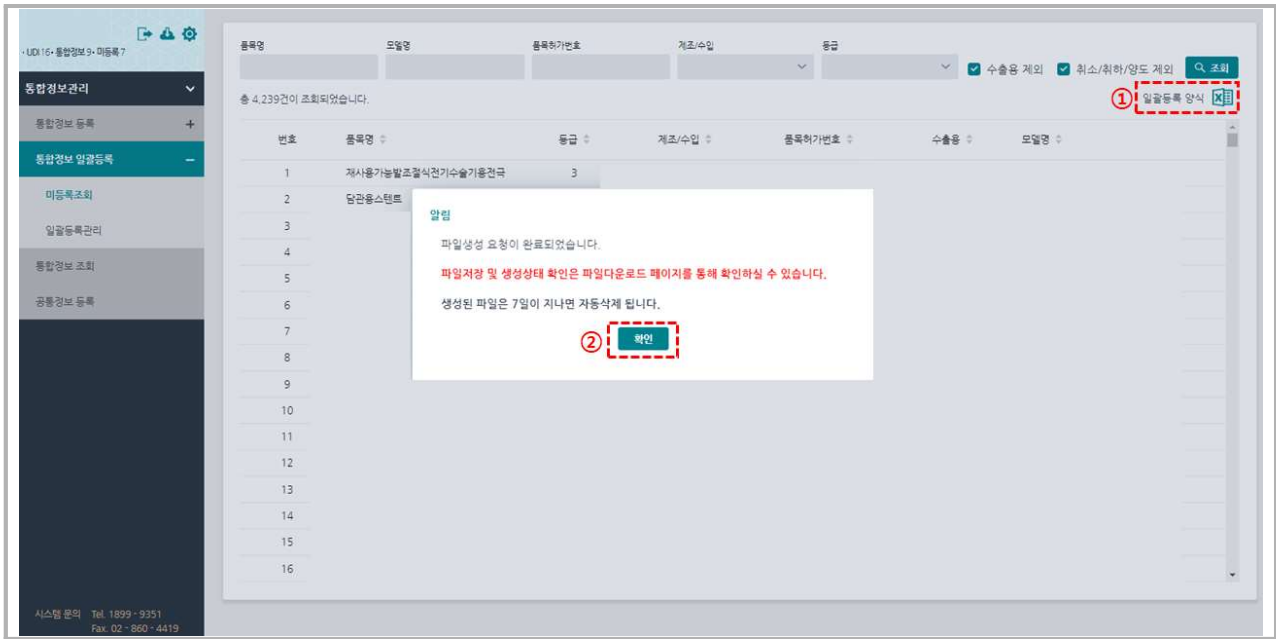 · UDI 16 · 통합정보 9 · 미등록 7
통합정보관리
통합정보 등록
통합정보 일괄등록
미등록조회
일괄등록관리
통합정보 조회
공통정보 등록
시스템 문의 Tel. 1899 - 9351
Fax. 02 - 860 - 4419
품목명 모델명 품목허가번호 제조/수입 등급
수출용 제외 취소/취하/양도 제외 조회
총 4,239건이 조회되었습니다.
① 일괄등록 양식
번호 품목명 등급 제조/수입 품목허가번호 수출용 모델명
1 재사용가능발조절식전기수술기용전극 3
2 담관용스텐트
3
4
5
6
7
8
9
10
11
12
13
14
15
16
알림
파일생성 요청이 완료되었습니다.
파일저장 및 생성상태 확인은 파일다운로드 페이지를 통해 확인하실 수 있습니다.
생성된 파일은 7일이 지나면 자동삭제 됩니다.
② 확인